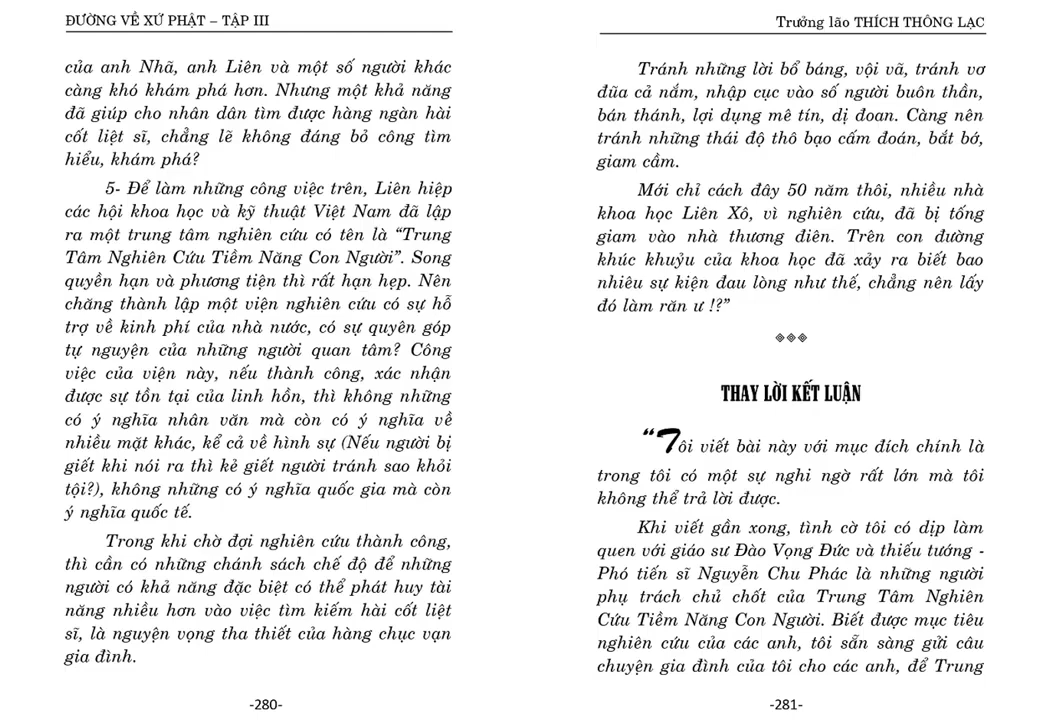 ĐƯỜNG VỀ XỨ PHẬT – TẬP III
của anh Nhã, anh Liên và một số người khác
càng khó khám phá hơn. Nhưng một khả năng
đã giúp cho nhân dân tìm được hàng ngàn hài
cốt liệt sĩ, chẳng lẽ không đáng bỏ công tìm
hiểu, khám phá?
5- Để làm những công việc trên, Liên hiệp
các hội khoa học và kỹ thuật Việt Nam đã lập
ra một trung tâm nghiên cứu có tên là “Trung
Tâm Nghiên Cứu Tiềm Năng Con Người”. Song
quyền hạn và phương tiện thì rất hạn hẹp. Nên
chăng thành lập một viện nghiên cứu có sự hỗ
trợ về kinh phí của nhà nước, có sự quyên góp
tự nguyện của những người quan tâm? Công
việc của viện này, nếu thành công, xác nhận
được sự tồn tại của linh hồn, thì không những
có ý nghĩa nhân văn mà còn có ý nghĩa về
nhiều mặt khác, kể cả về hình sự (Nếu người bị
giết khi nói ra thì kẻ giết người tránh sao khỏi
tội?), không những có ý nghĩa quốc gia mà còn
ý nghĩa quốc tế.
Trong khi chờ đợi nghiên cứu thành công,
thì cần có những chánh sách chế độ để những
người có khả năng đặc biệt có thể phát huy tài
năng nhiều hơn vào việc tìm kiếm hài cốt liệt
sĩ, là nguyện vọng tha thiết của hàng chục vạn
gia đình.
-280-
Trưởng lão THÍCH THÔNG LẠC
Tránh những lời bổ báng, vội vã, tránh vơ
đũa cả nắm, nhập cục vào số người buôn thần,
bán thánh, lợi dụng mê tín, dị đoan. Càng nên
tránh những thái độ thô bạo cấm đoán, bắt bớ,
giam cầm.
Mới chỉ cách đây 50 năm thôi, nhiều nhà
khoa học Liên Xô, vì nghiên cứu, đã bị tống
giam vào nhà thương điên. Trên con đường
khúc khuỷu của khoa học đã xảy ra biết bao
nhiêu sự kiện đau lòng như thế, chẳng nên lấy
đó làm răn ư !?”
THAY LỜI KẾT LUẬN
“Tôi viết bài này với mục đích chính là
trong tôi có một sự nghi ngờ rất lớn mà tôi
không thể trả lời được.
Khi viết gần xong, tình cờ tôi có dịp làm
quen với giáo sư Đào Vọng Đức và thiếu tướng -
Phó tiến sĩ Nguyễn Chu Phác là những người
phụ trách chủ chốt của Trung Tâm Nghiên
Cứu Tiềm Năng Con Người. Biết được mục tiêu
nghiên cứu của các anh, tôi sẵn sàng gửi câu
chuyện gia đình của tôi cho các anh, để Trung
-281-